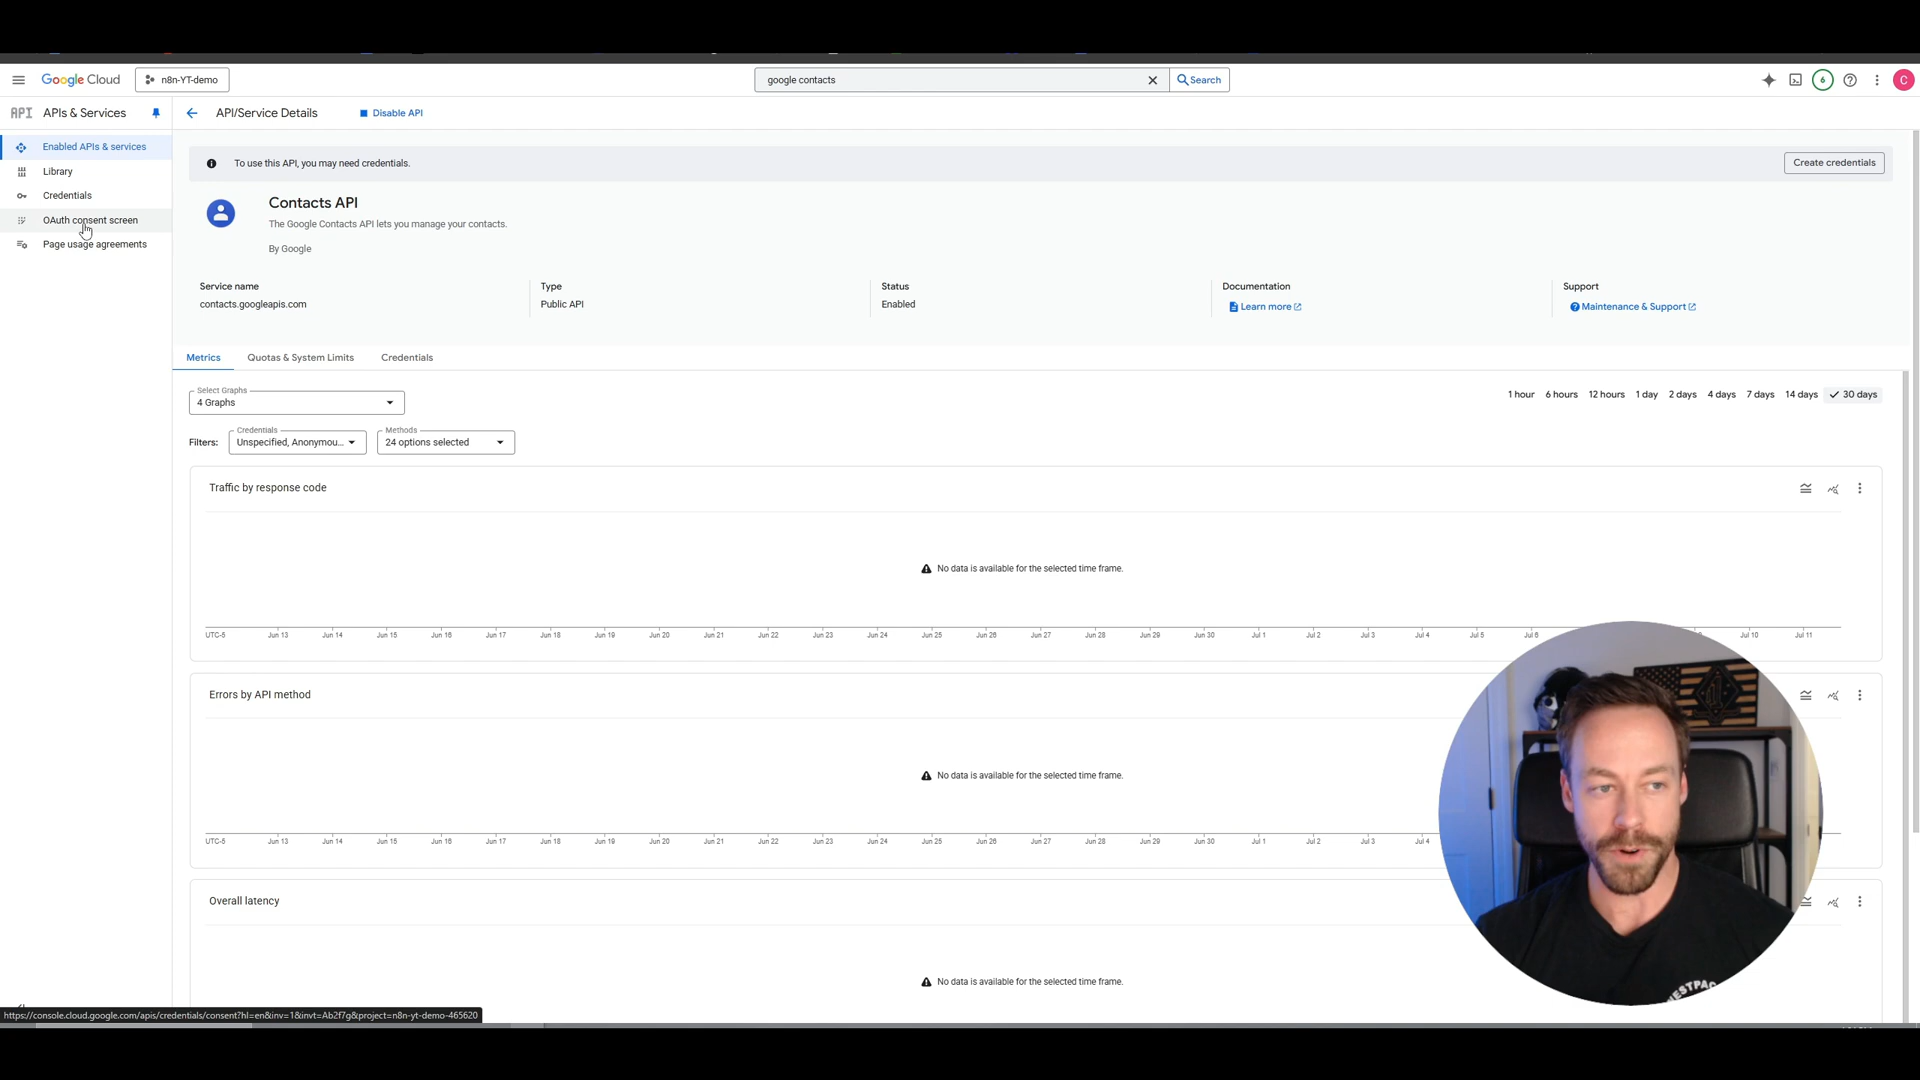 Google Cloud
n8n-YT-demo
google contacts
Search
6
C
API
APIs & Services
API/Service Details
Disable API
Enabled APIs & services
Library
Credentials
OAuth consent screen
Page usage agreements
To use this API, you may need credentials.
Create credentials
Contacts API
The Google Contacts API lets you manage your contacts.
By Google
Service name
contacts.googleapis.com
Type
Public API
Status
Enabled
Documentation
Learn more
Support
Maintenance & Support
Metrics
Quotas & System Limits
Credentials
Select Graphs
4 Graphs
1 hour 6 hours 12 hours 1 day 2 days 4 days 7 days 14 days 30 days
Filters:
Credentials
Unspecified, Anonymou...
Methods
24 options selected
Traffic by response code
No data is available for the selected time frame.
UTC-5 Jun 13 Jun 14 Jun 15 Jun 16 Jun 17 Jun 18 Jun 19 Jun 20 Jun 21 Jun 22 Jun 23 Jun 24 Jun 25 Jun 26 Jun 27 Jun 28 Jun 29 Jun 30 Jul 1 Jul 2 Jul 3 Jul 4 Jul 5 Jul 6 Jul 10 Jul 11
Errors by API method
No data is available for the selected time frame.
UTC-5 Jun 13 Jun 14 Jun 15 Jun 16 Jun 17 Jun 18 Jun 19 Jun 20 Jun 21 Jun 22 Jun 23 Jun 24 Jun 25 Jun 26 Jun 27 Jun 28 Jun 29 Jun 30 Jul 1 Jul 2 Jul 3 Jul 4
Overall latency
No data is available for the selected time frame.
https://console.cloud.google.com/apis/credentials/consent?hl=en&inv=1&invt=Ab2f7g&project=n8n-yt-demo-465620